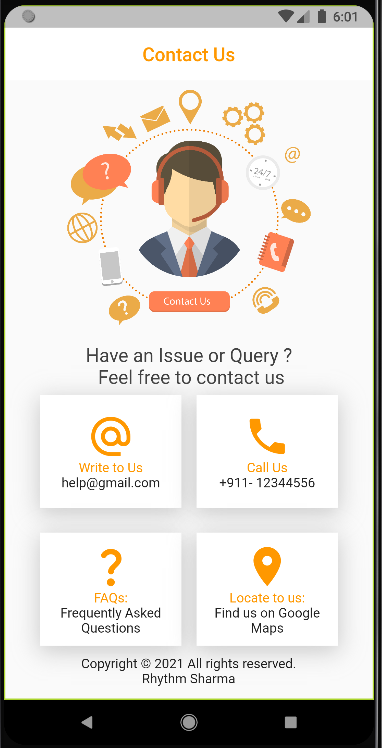 6:01
Contact Us
?
24/7
@
?
Contact Us
Have an Issue or Query ?
Feel free to contact us
@
Write to Us
help@gmail.com
Call Us
+911- 12344556
?
FAQs:
Frequently Asked
Questions
Locate to us:
Find us on Google
Maps
Copyright © 2021 All rights reserved.
Rhythm Sharma